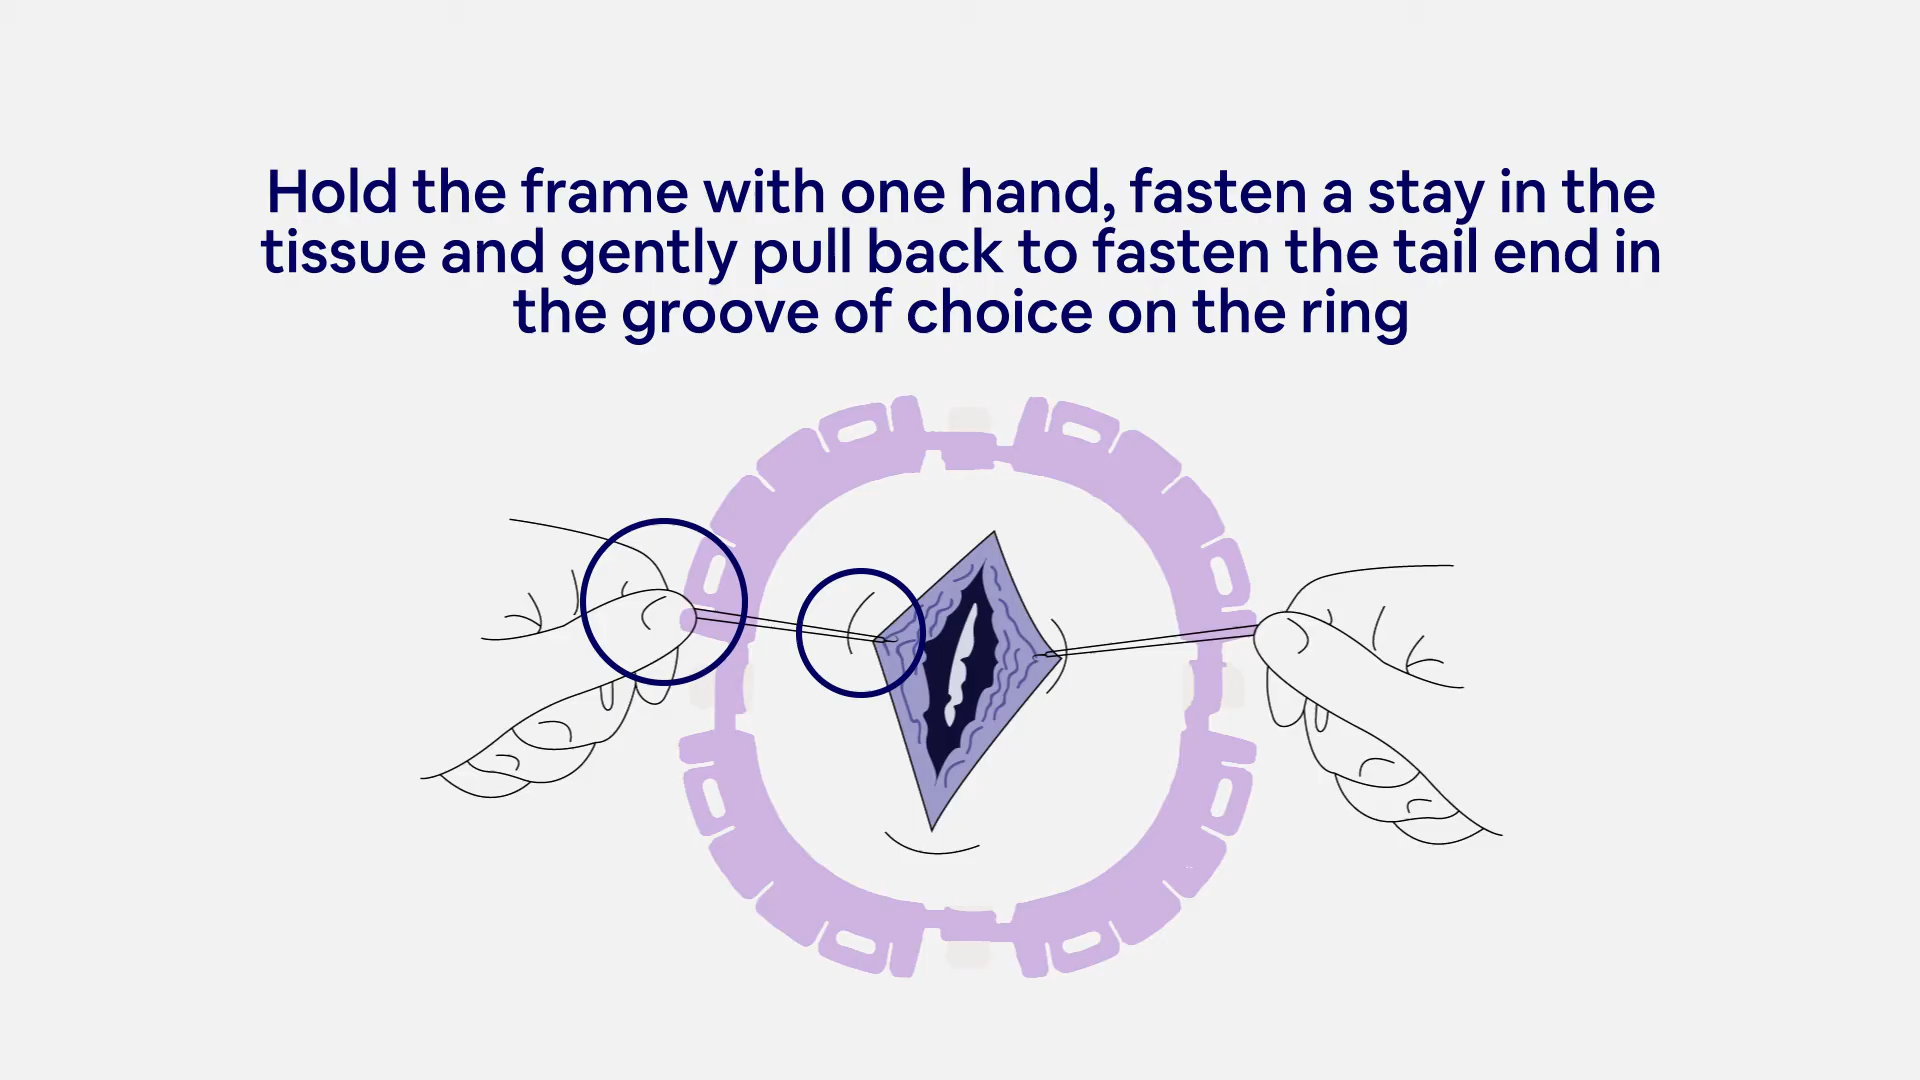 Hold the frame with one hand, fasten a stay in the
tissue and gently pull back to fasten the tail end in
the groove of choice on the ring